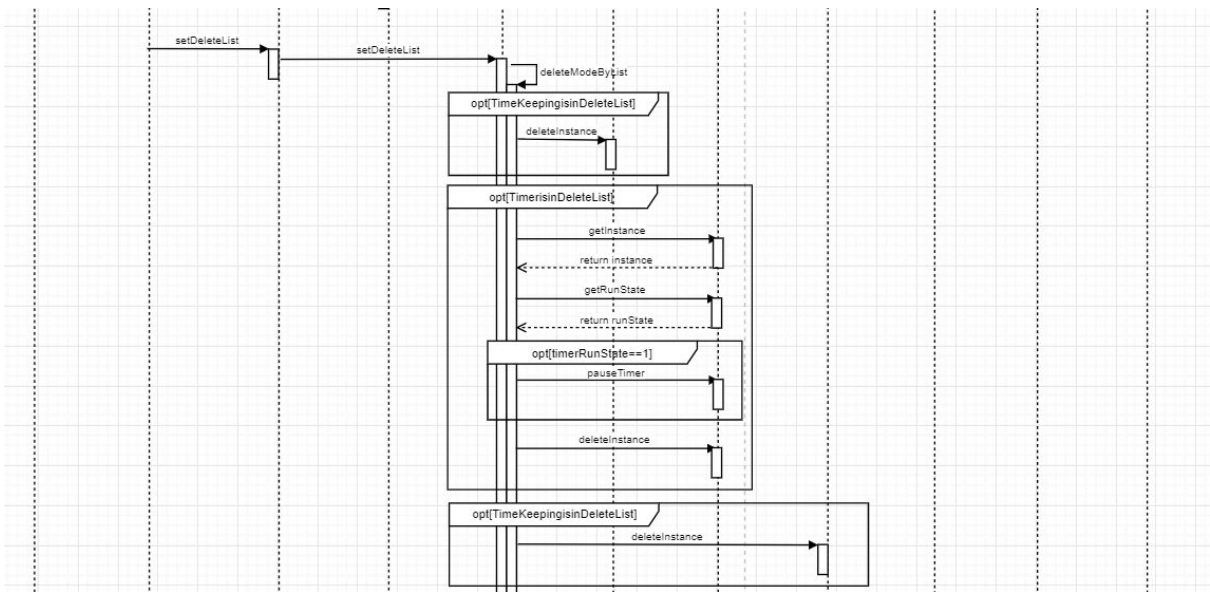 setDeleteList
setDeleteList
deleteModeByList
opt[TimeKeepingisinDeleteList]
deleteInstance
opt[TimerisinDeleteList]
getInstance
return instance
getRunState
return runState
opt[timerRunState==1]
pauseTimer
deleteInstance
opt[TimeKeepingisinDeleteList]
deleteInstance